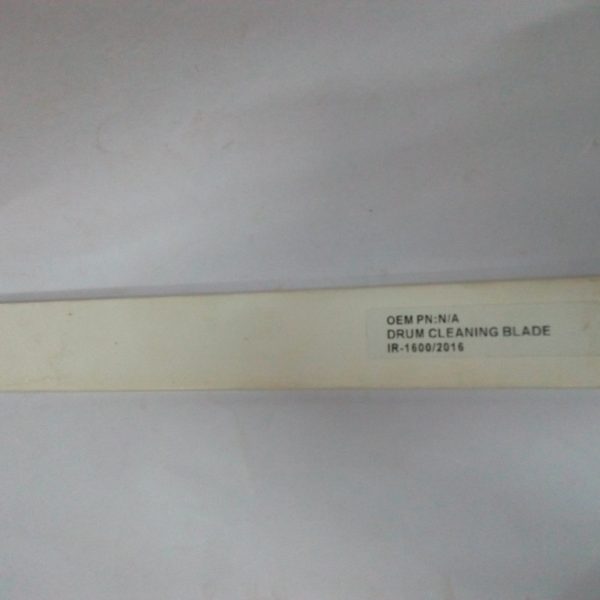 OEM PN:N/A
DRUM CLEANING BLADE
IR-1600/2016